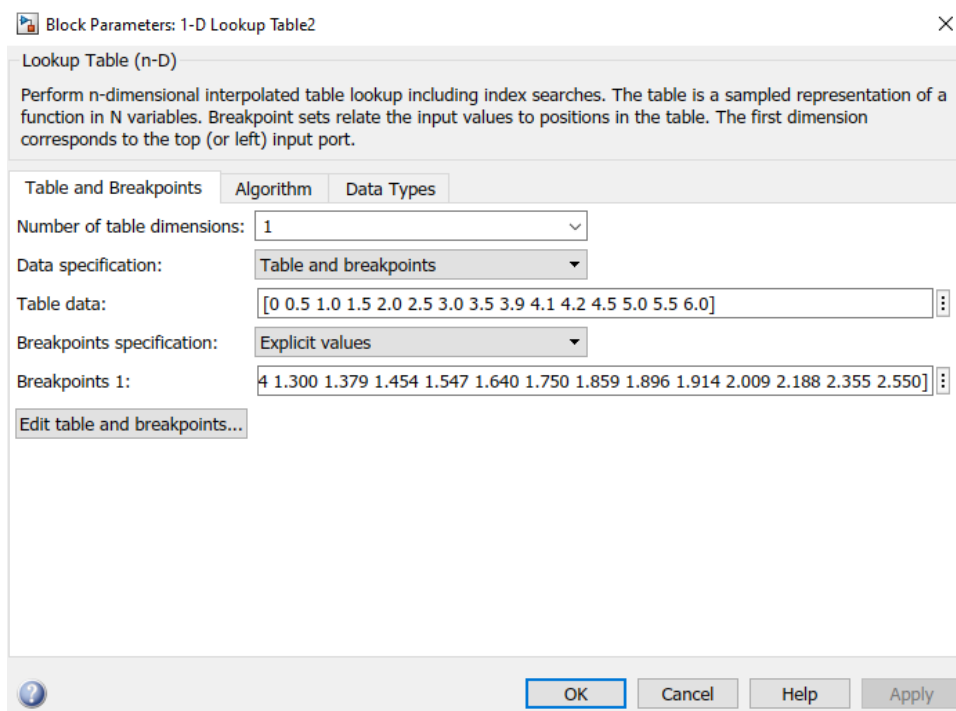 Block Parameters: 1-D Lookup Table2
Lookup Table (n-D)
Perform n-dimensional interpolated table lookup including index searches. The table is a sampled representation of a
function in N variables. Breakpoint sets relate the input values to positions in the table. The first dimension
corresponds to the top (or left) input port.
Table and Breakpoints Algorithm Data Types
Number of table dimensions: 1
Data specification: Table and breakpoints
Table data: [0 0.5 1.0 1.5 2.0 2.5 3.0 3.5 3.9 4.1 4.2 4.5 5.0 5.5 6.0]
Breakpoints specification: Explicit values
Breakpoints 1: 4 1.300 1.379 1.454 1.547 1.640 1.750 1.859 1.896 1.914 2.009 2.188 2.355 2.550]
Edit table and breakpoints...
OK Cancel Help Apply